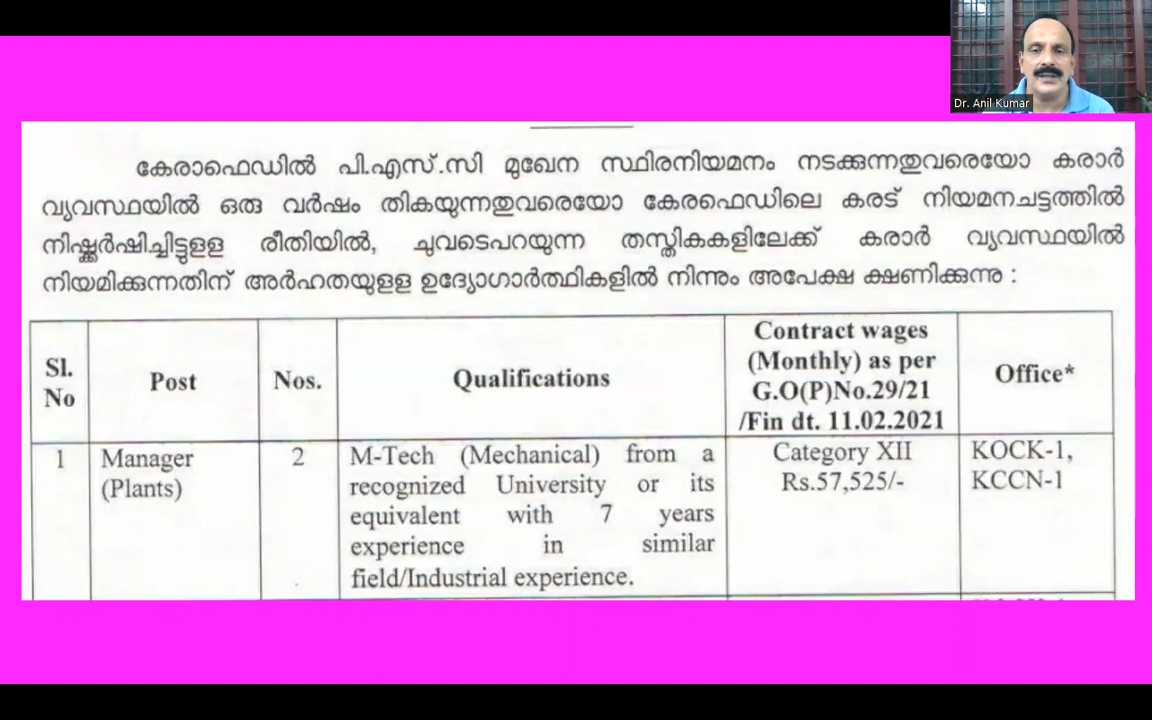 Dr. Anil Kumar
കേരാഫെഡിൽ പി.എസ്.സി മുഖേന സ്ഥിരനിയമനം നടക്കുന്നതുവരെയോ കരാർ
വ്യവസ്ഥയിൽ ഒരു വർഷം തികയുന്നതുവരെയോ കേരഫെഡിലെ കരട് നിയമനചട്ടത്തിൽ
നിഷ്ക്കർഷിച്ചിട്ടുളള രീതിയിൽ, ചുവടെപറയുന്ന തസ്തികകളിലേക്ക് കരാർ വ്യവസ്ഥയിൽ
നിയമിക്കുന്നതിന് അർഹതയുളള ഉദ്യോഗാർത്ഥികളിൽ നിന്നും അപേക്ഷ ക്ഷണിക്കുന്നു :
Sl. No Post Nos. Qualifications Contract wages (Monthly) as per G.O(P)No.29/21 /Fin dt. 11.02.2021 Office*
1 Manager 2 M-Tech (Mechanical) from a Category XII KOCK-1,
(Plants) recognized University or its Rs.57,525/- KCCN-1
equivalent with 7 years
experience in similar
field/Industrial experience.